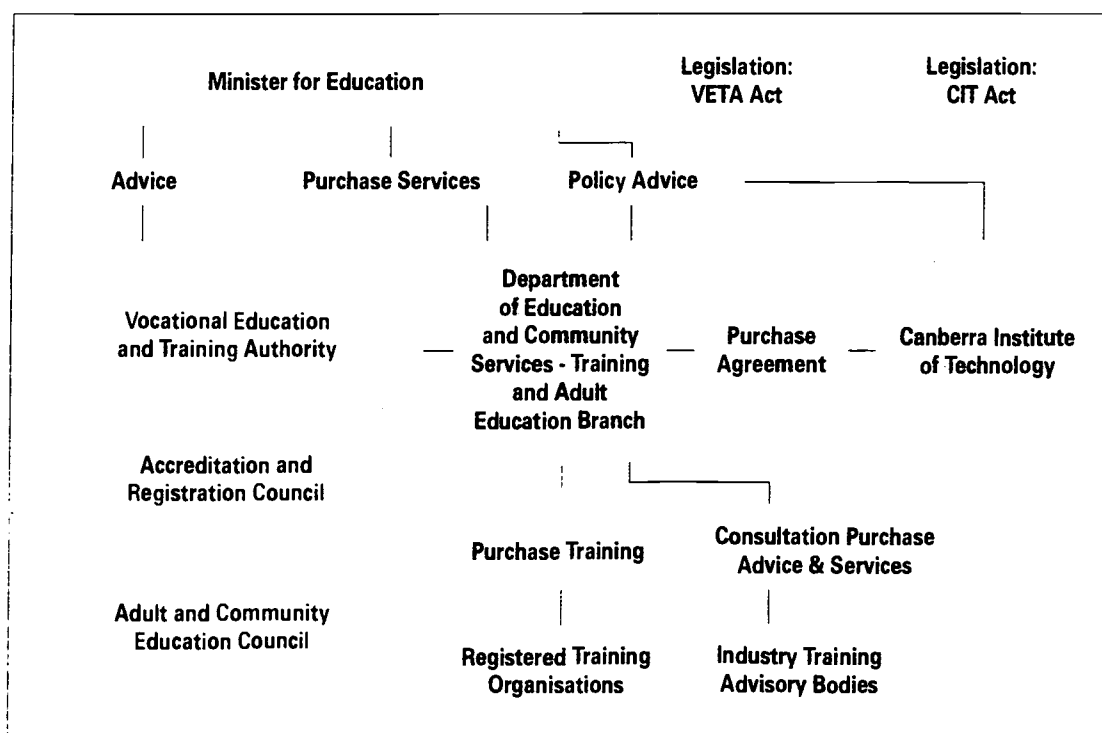 Minister for Education
Legislation:
VETA Act
Legislation:
CIT Act
Advice
Purchase Services
Policy Advice
Vocational Education
and Training Authority
Department
of Education
and Community
Services - Training
and Adult
Education Branch
Purchase
Agreement
Canberra Institute
of Technology
Accreditation and
Registration Council
Purchase Training
Consultation Purchase
Advice & Services
Adult and Community
Education Council
Registered Training
Organisations
Industry Training
Advisory Bodies